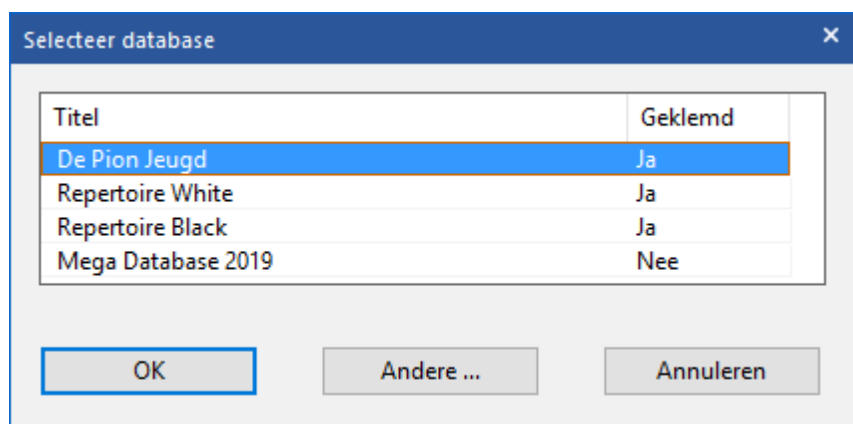 Selecteer database
Titel Geklemd
De Pion Jeugd Ja
Repertoire White Ja
Repertoire Black Ja
Mega Database 2019 Nee
OK Andere ... Annuleren